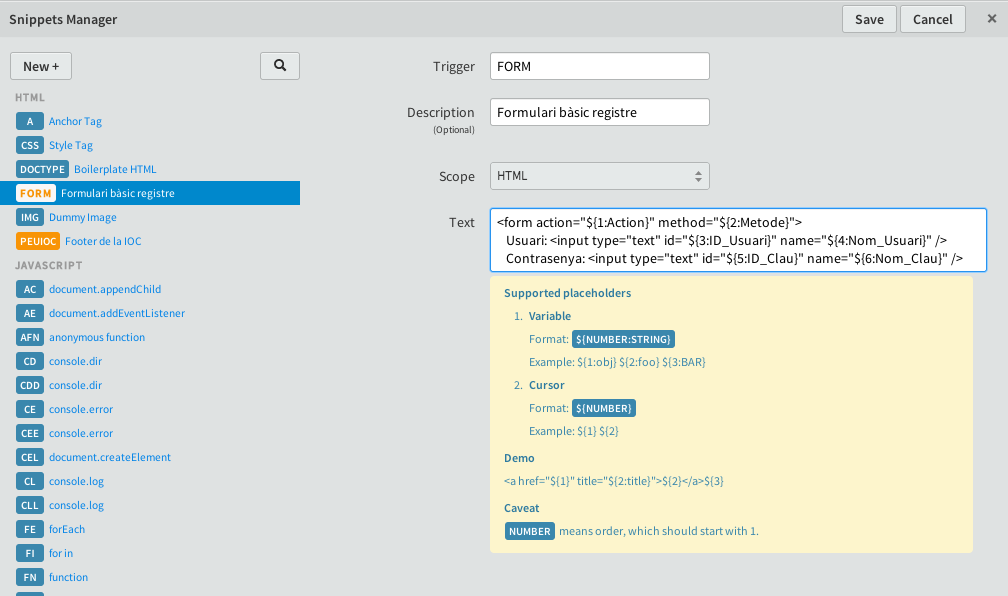 Snippets Manager
Save
Cancel
×
New +
HTML
A Anchor Tag
CSS Style Tag
DOCTYPE Boilerplate HTML
FORM Formulari bàsic registre
IMG Dummy Image
PEUIOC Footer de la IOC
JAVASCRIPT
AC document.appendChild
AE document.addEventListener
AFN anonymous function
CD console.dir
CDD console.dir
CE console.error
CEE console.error
CEL document.createElement
CL console.log
CLL console.log
FE forEach
FI for in
FN function
Trigger FORM
Description Formulari bàsic registre
(Optional)
Scope HTML
Text <form action="${1:Action}" method="${2:Metode}">
Usuari: <input type="text" id="${3:ID_Usuari}" name="${4:Nom_Usuari}" />
Contrasenya: <input type="text" id="${5:ID_Clau}" name="${6:Nom_Clau}" />
Supported placeholders
1. Variable
Format: ${NUMBER:STRING}
Example: ${1:obj} ${2:foo} ${3:BAR}
2. Cursor
Format: ${NUMBER}
Example: ${1} ${2}
Demo
<a href="${1}" title="${2:title}">${2}</a>${3}
Caveat
NUMBER means order, which should start with 1.